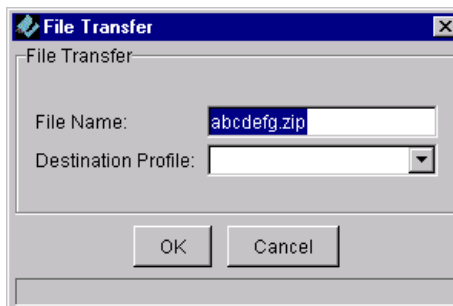 File Transfer
File Transfer
File Name: abcdefg.zip
Destination Profile:
OK Cancel